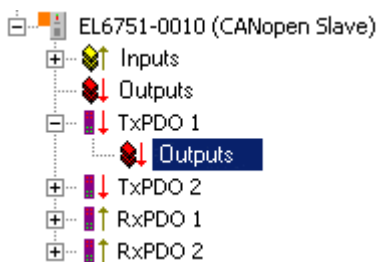 EL6751-0010 (CANopen Slave)
Inputs
Outputs
TxPDO 1
Outputs
TxPDO 2
RxPDO 1
RxPDO 2